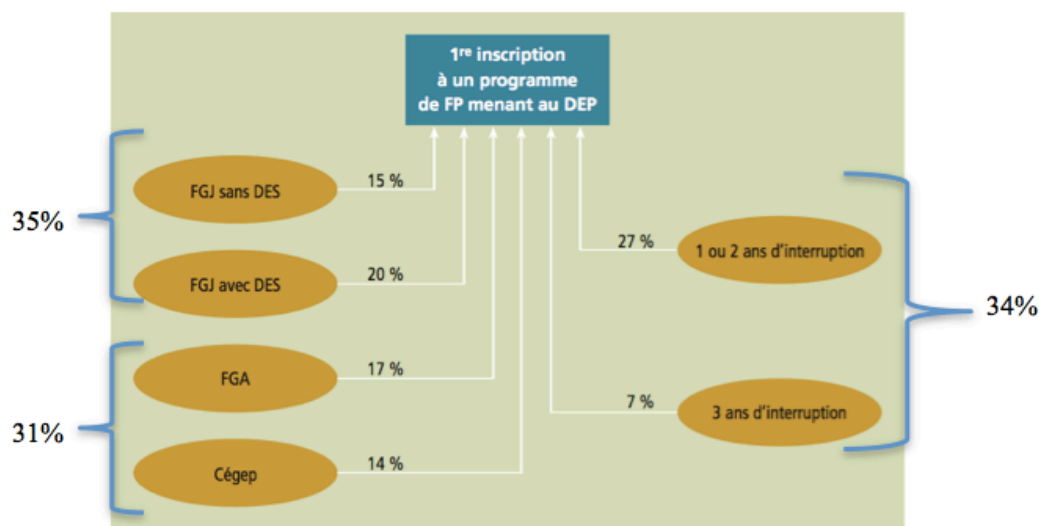 1re inscription
à un programme
de FP menant au DEP
35%
FGJ sans DES
15 %
FGJ avec DES
20 %
31%
FGA
17 %
Cégep
14 %
27 %
1 ou 2 ans d'interruption
7 %
3 ans d'interruption
34%